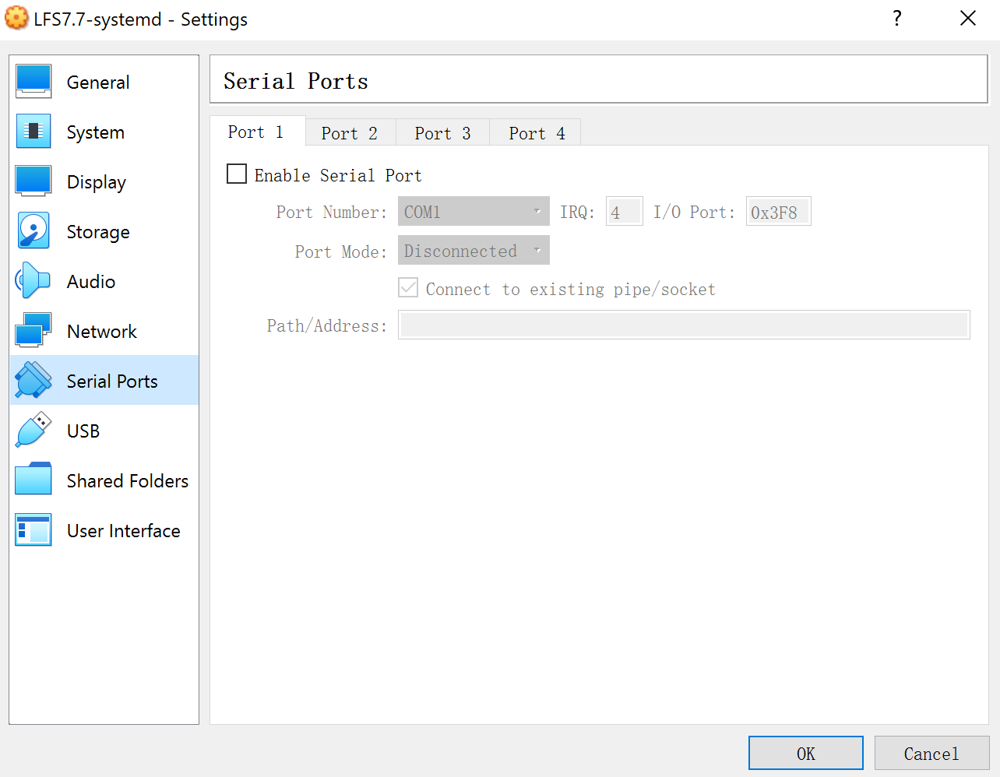 LFS7.7-systemd - Settings
?
General
System
Display
Storage
Audio
Network
Serial Ports
USB
Shared Folders
User Interface
Serial Ports
Port 1 Port 2 Port 3 Port 4
Enable Serial Port
Port Number: COM1 IRQ: 4 I/O Port: 0x3F8
Port Mode: Disconnected
Connect to existing pipe/socket
Path/Address:
OK Cancel